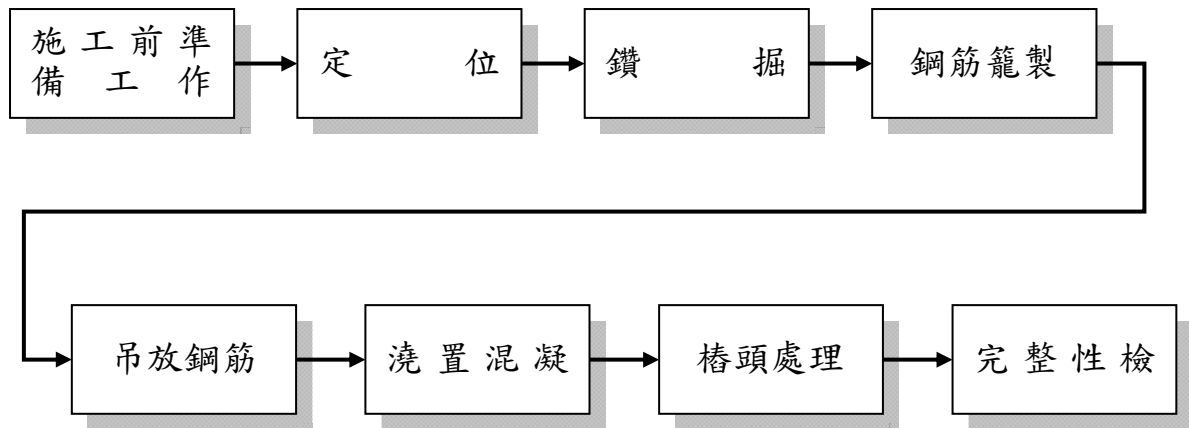 施工前準
備工作
定位
鑽掘
鋼筋籠製
吊放鋼筋
澆置混凝
樁頭處理
完整性檢